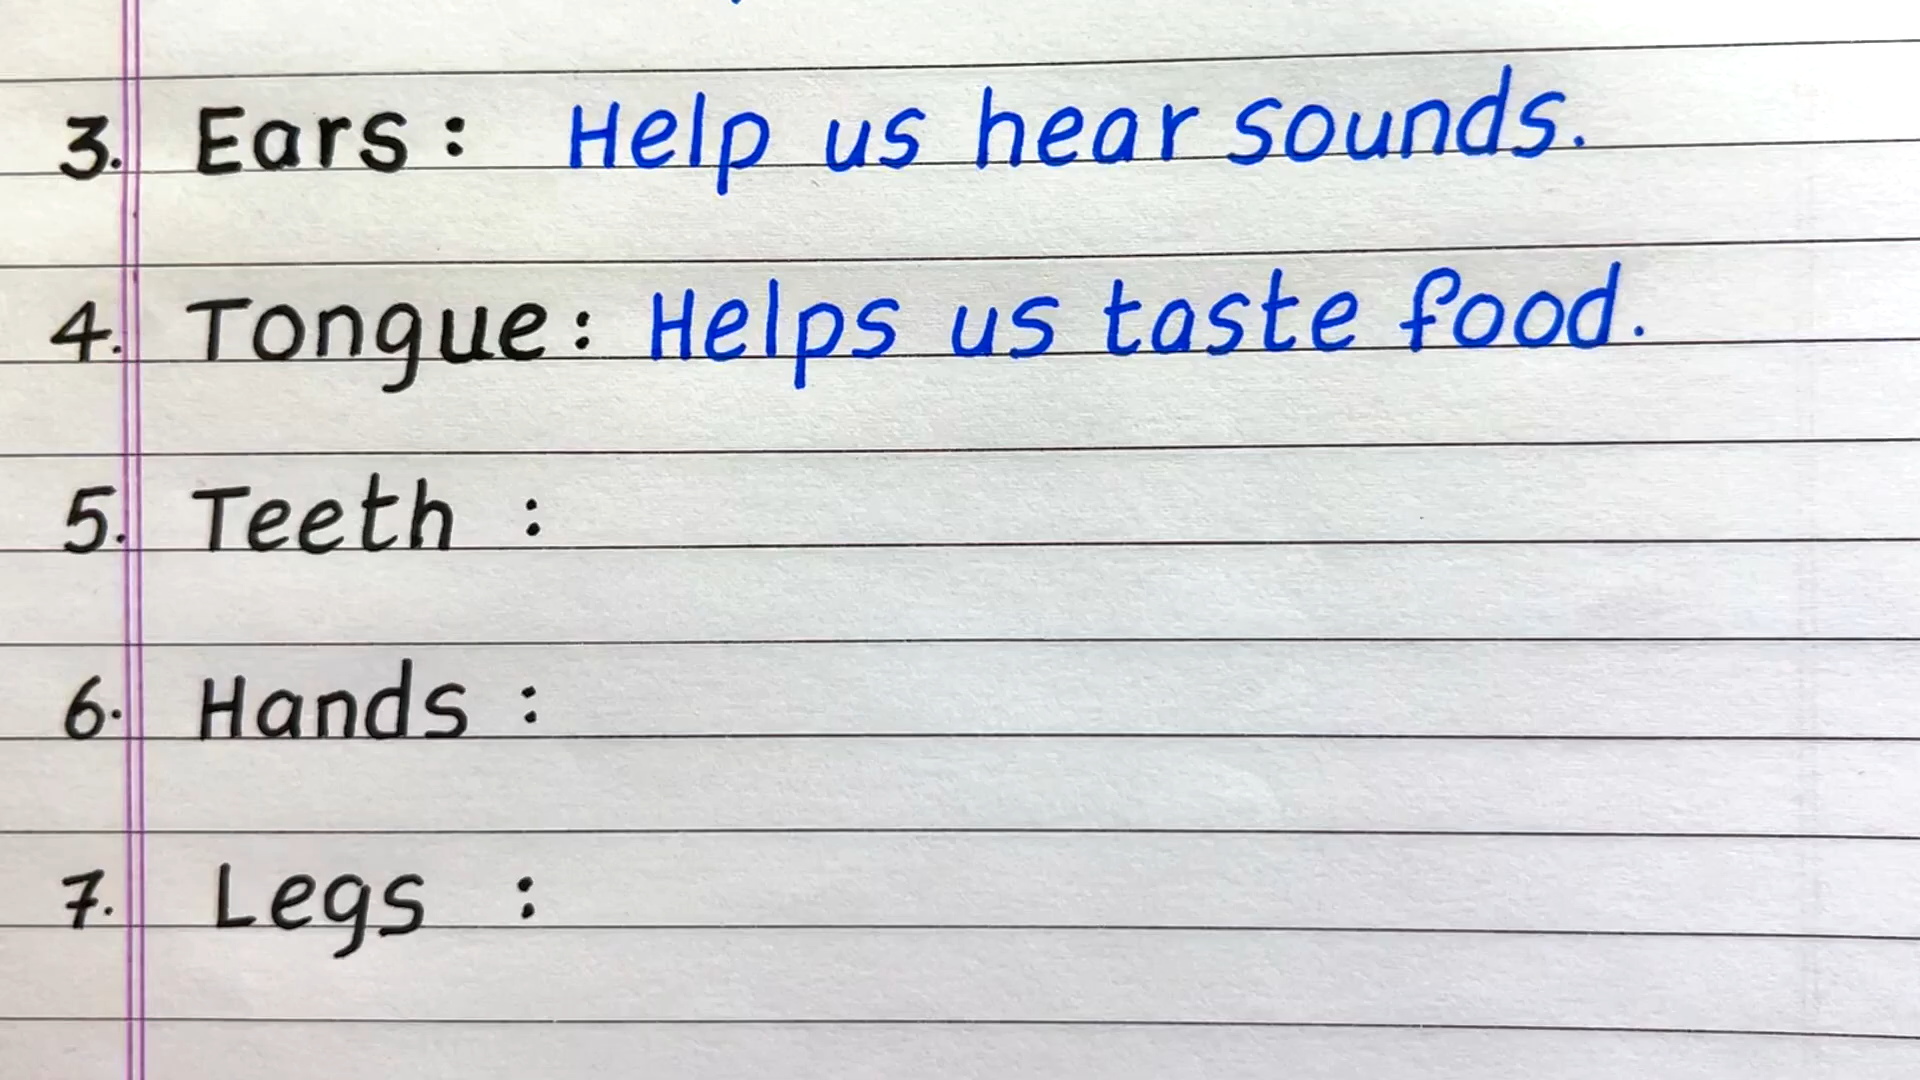 3. Ears : Help us hear sounds.
4. Tongue : Helps us taste food.
5. Teeth :
6. Hands :
7. Legs :